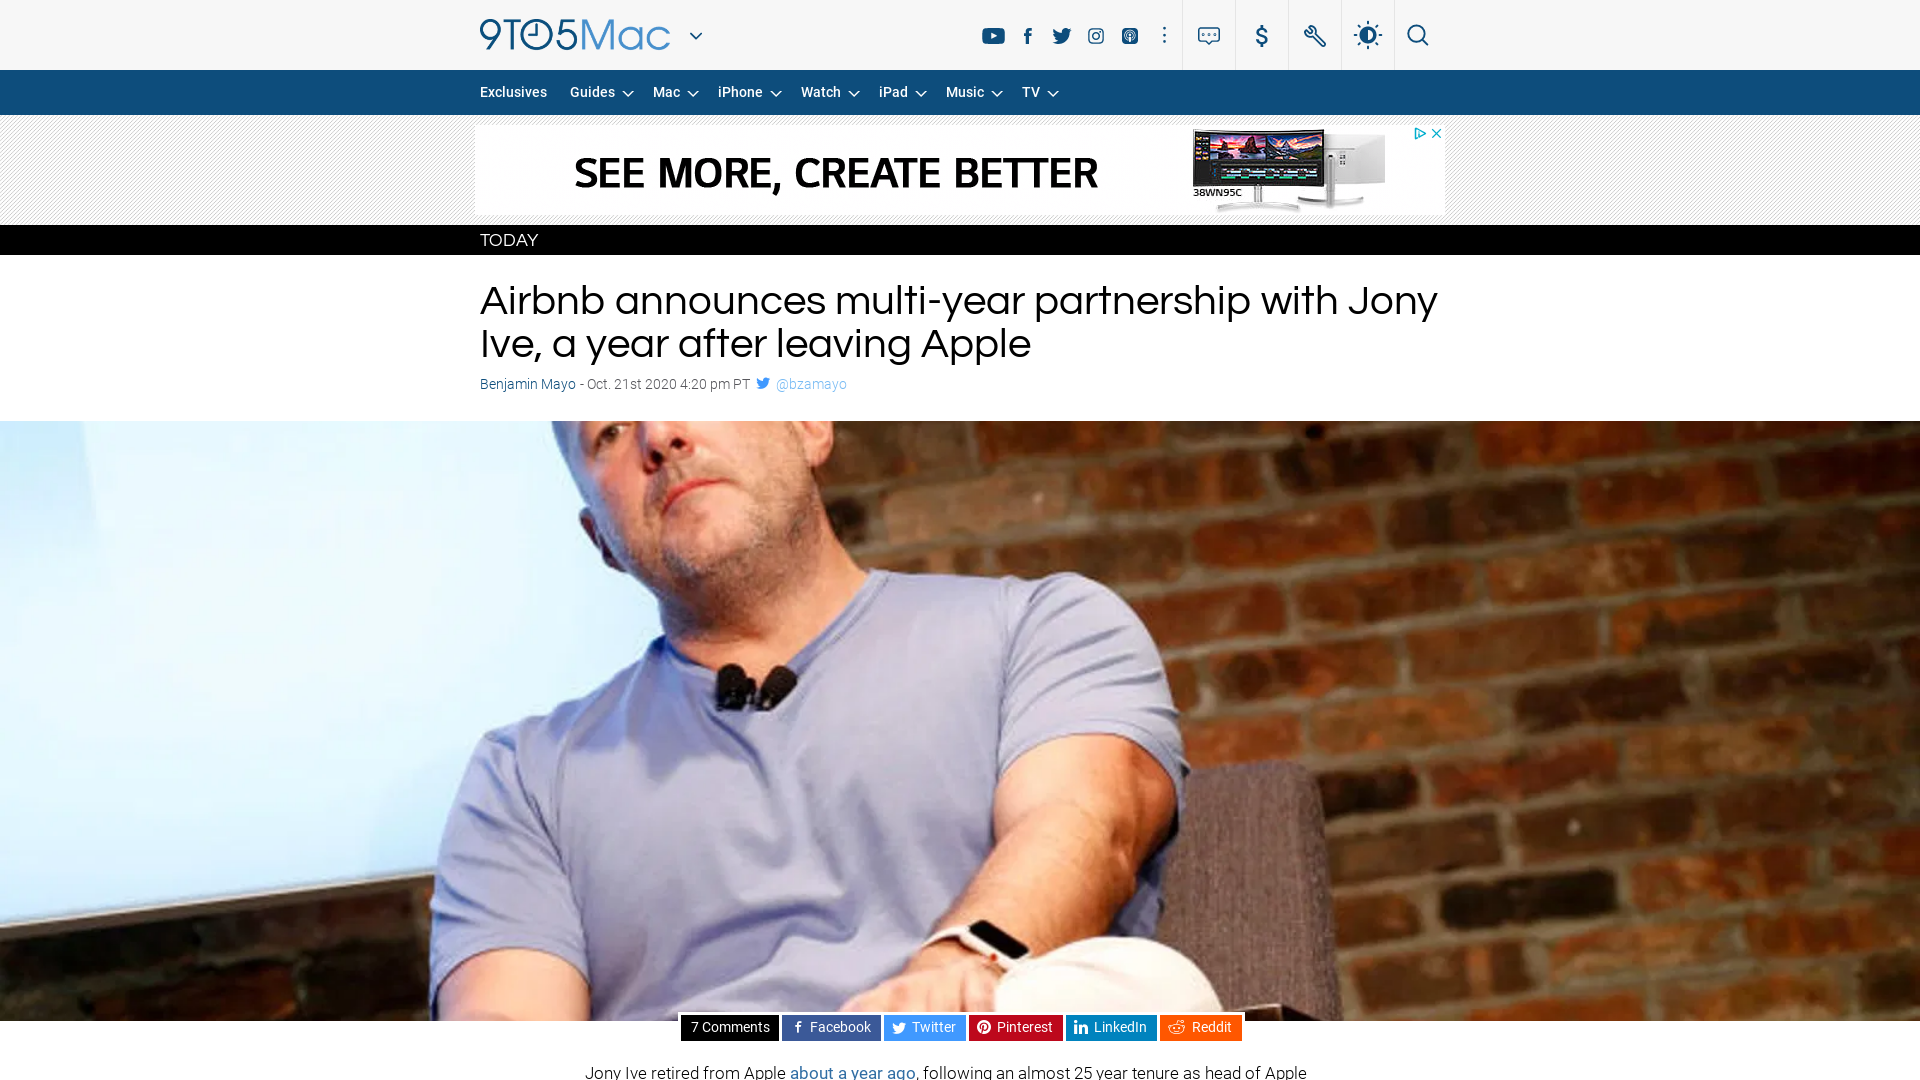 9TO5Mac
Exclusives Guides Mac iPhone Watch iPad Music TV
SEE MORE, CREATE BETTER
38WN95C
TODAY
Airbnb announces multi-year partnership with Jony
Ive, a year after leaving Apple
Benjamin Mayo - Oct. 21st 2020 4:20 pm PT @bzamayo
7 Comments Facebook Twitter Pinterest LinkedIn Reddit
Jony Ive retired from Apple about a year ago, following an almost 25 year tenure as head of Apple